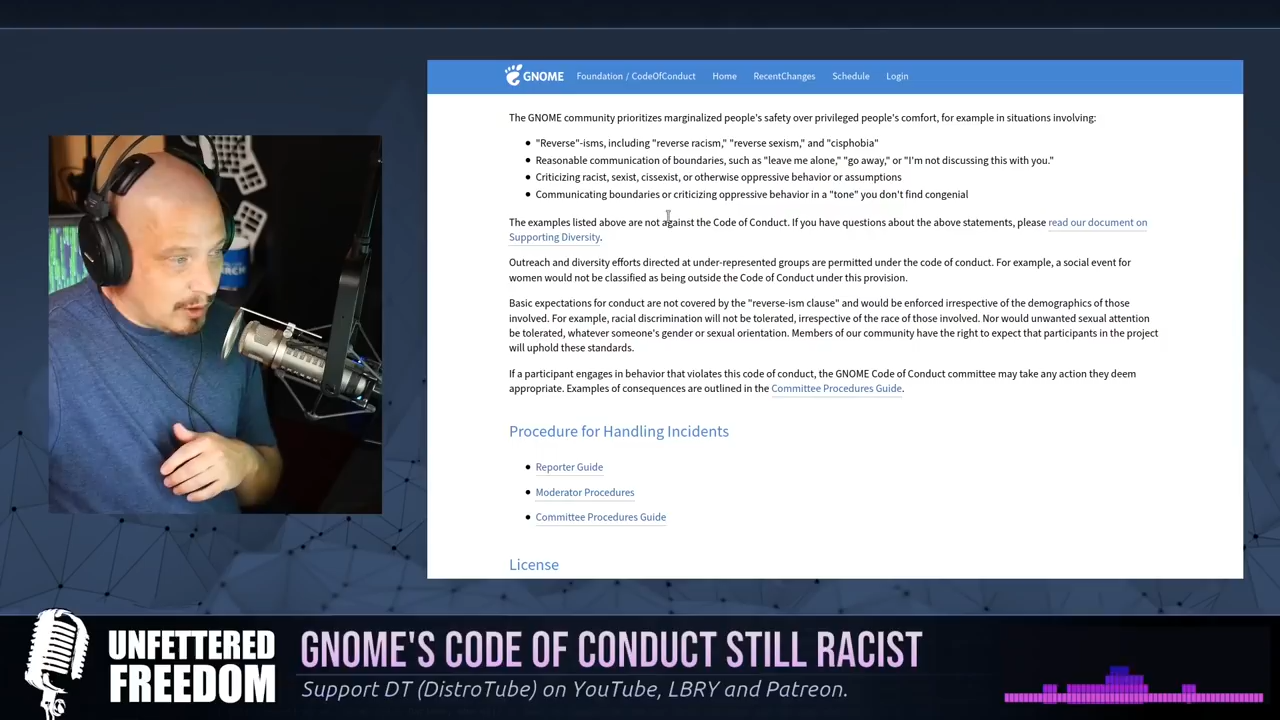 GNOME Foundation / CodeOfConduct Home RecentChanges Schedule Login
The GNOME community prioritizes marginalized people's safety over privileged people's comfort, for example in situations involving:
● "Reverse"-isms, including "reverse racism," "reverse sexism," and "cisphobia"
● Reasonable communication of boundaries, such as "leave me alone," "go away," or "I'm not discussing this with you."
● Criticizing racist, sexist, cissexist, or otherwise oppressive behavior or assumptions
● Communicating boundaries or criticizing oppressive behavior in a "tone" you don't find congenial
The examples listed above are not against the Code of Conduct. If you have questions about the above statements, please read our document on
Supporting Diversity.
Outreach and diversity efforts directed at under-represented groups are permitted under the code of conduct. For example, a social event for
women would not be classified as being outside the Code of Conduct under this provision.
Basic expectations for conduct are not covered by the "reverse-ism clause" and would be enforced irrespective of the demographics of those
involved. For example, racial discrimination will not be tolerated, irrespective of the race of those involved. Nor would unwanted sexual attention
be tolerated, whatever someone's gender or sexual orientation. Members of our community have the right to expect that participants in the project
will uphold these standards.
If a participant engages in behavior that violates this code of conduct, the GNOME Code of Conduct committee may take any action they deem
appropriate. Examples of consequences are outlined in the Committee Procedures Guide.
Procedure for Handling Incidents
● Reporter Guide
● Moderator Procedures
● Committee Procedures Guide
License
UNFETTERED
FREEDOM
GNOME'S CODE OF CONDUCT STILL RACIST
Support DT (DistroTube) on YouTube, LBRY and Patreon.